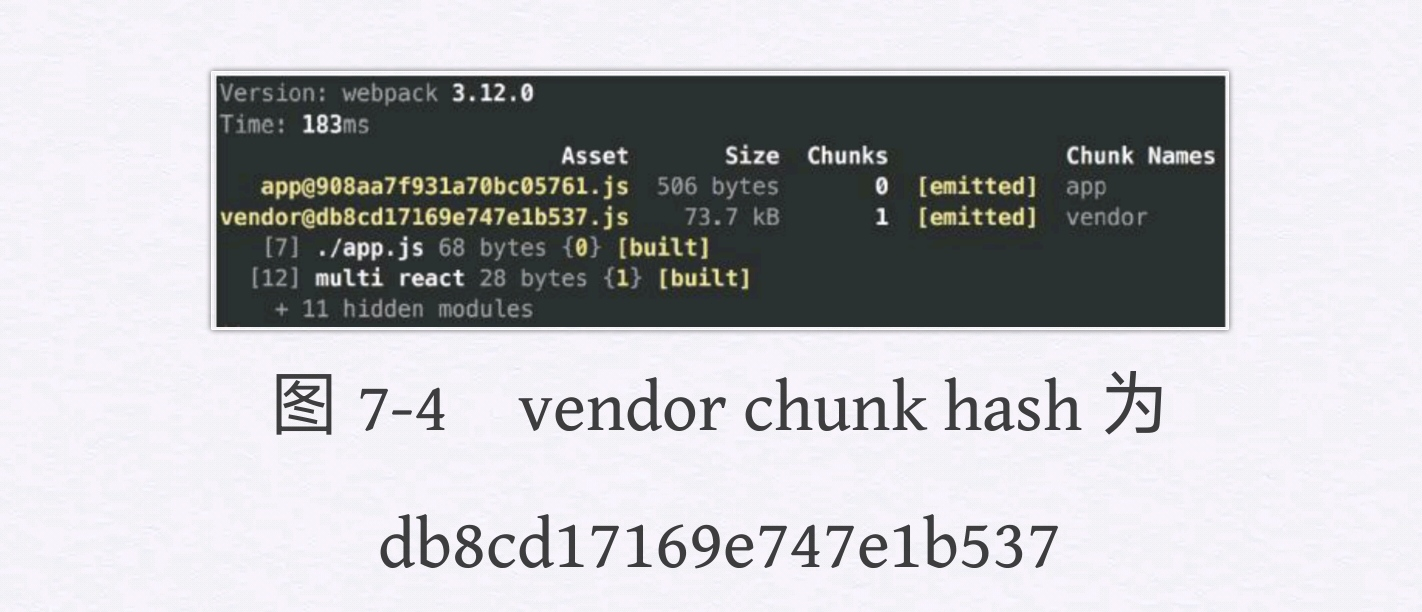 Version: webpack 3.12.0
Time: 183ms
Asset Size Chunks Chunk Names
app@908aa7f931a70bc05761.js 506 bytes 0 [emitted] app
vendor@db8cd17169e747e1b537.js 73.7 kB 1 [emitted] vendor
[7] ./app.js 68 bytes {0} [built]
[12] multi react 28 bytes {1} [built]
+ 11 hidden modules
图 7-4 vendor chunk hash 为
db8cd17169e747e1b537